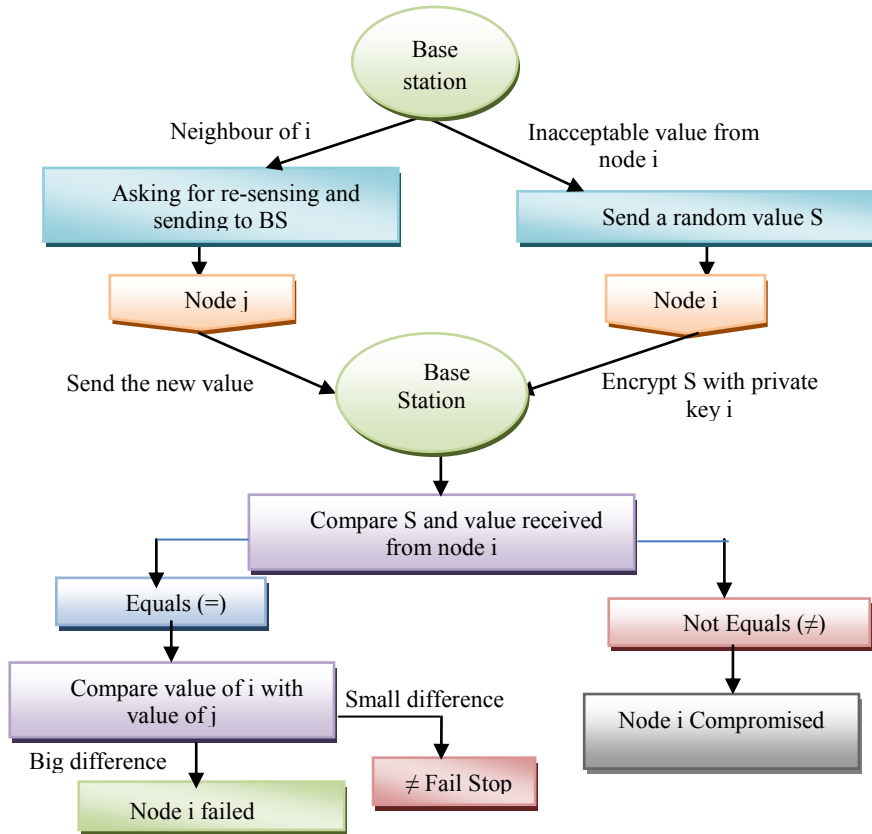 Base
station
Neighbour of i
Inacceptable value from
node i
Asking for re-sensing and
sending to BS
Send a random value S
Node j
Node i
Send the new value
Base
Station
Encrypt S with private
key i
Compare S and value received
from node i
Equals (=)
Not Equals (≠)
Compare value of i with
value of j
Small difference
Node i Compromised
Big difference
≠ Fail Stop
Node i failed